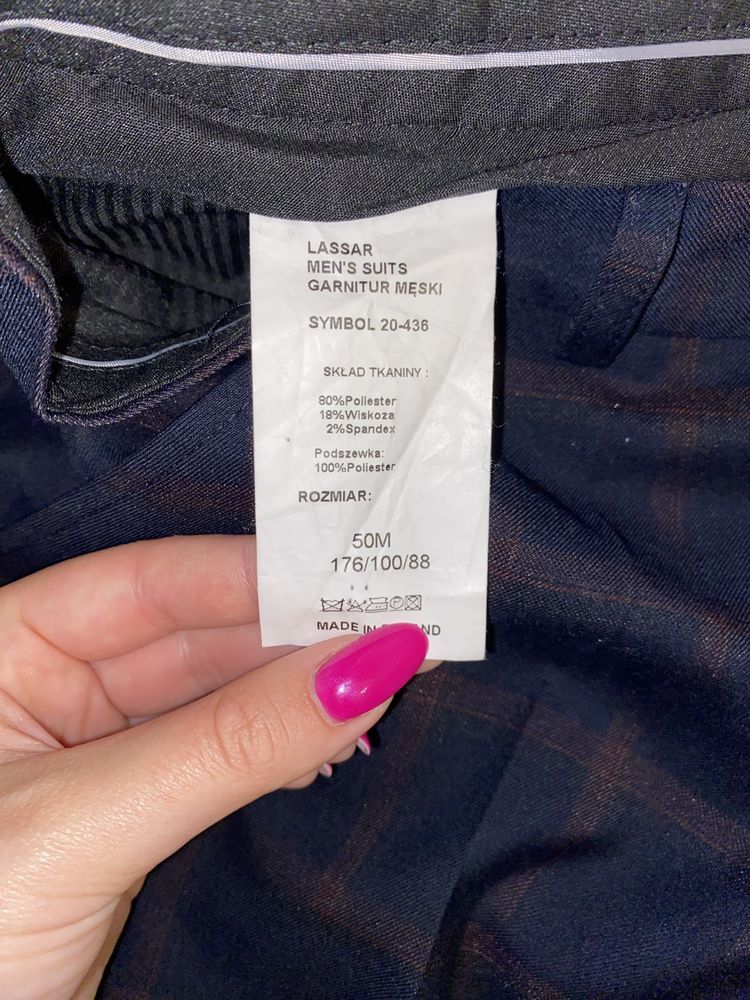 LASSAR
MEN'S SUITS
GARNITUR MĘSKI
SYMBOL 20-436
SKŁAD TKANINY :
80%Poliester
18%Wiskoza
2%Spandex
Podszewka:
100%Poliester
ROZMIAR:
50M
176/100/88
MADE IN